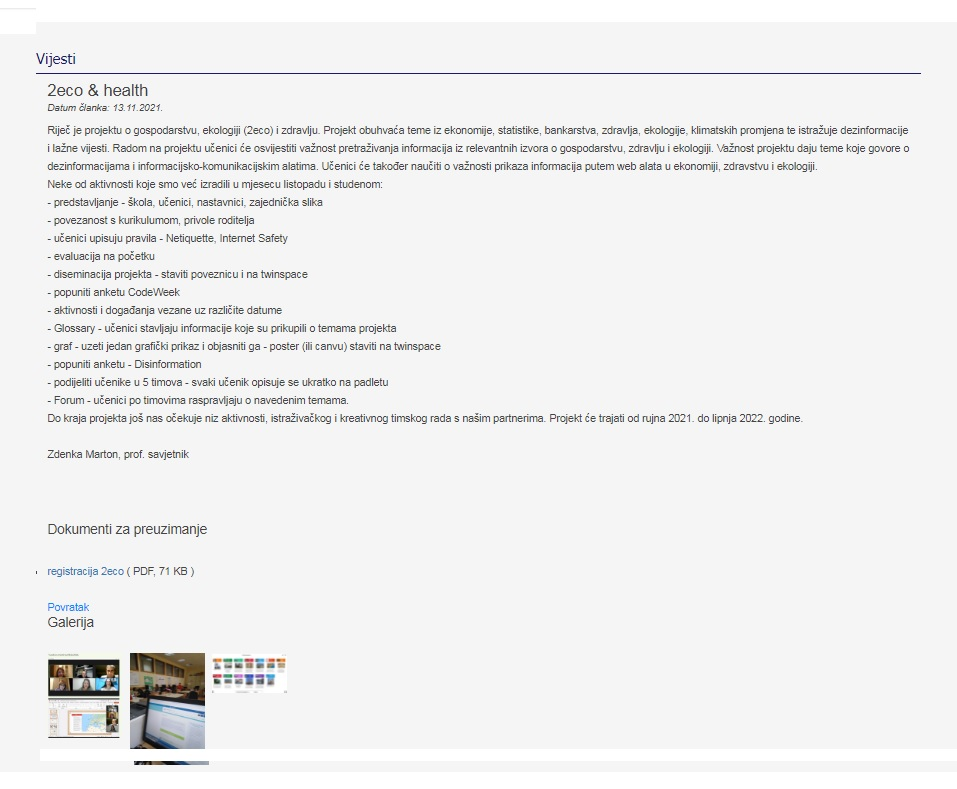 Vijesti
2eco & health
Datum članka: 13.11.2021.
Riječ je projektu o gospodarstvu, ekologiji (2eco) i zdravlju. Projekt obuhvaća teme iz ekonomije, statistike, bankarstva, zdravlja, ekologije, klimatskih promjena te istražuje dezinformacije
i lažne vijesti. Radom na projektu učenici će osvijestiti važnost pretraživanja informacija iz relevantnih izvora o gospodarstvu, zdravlju i ekologiji. Važnost projektu daju teme koje govore o
dezinformacijama i informacijsko-komunikacijskim alatima. Učenici će također naučiti o važnosti prikaza informacija putem web alata u ekonomiji, zdravstvu i ekologiji.
Neke od aktivnosti koje smo već izradili u mjesecu listopadu i studenom:
- predstavljanje - škola, učenici, nastavnici, zajednička slika
- povezanost s kurikulumom, privole roditelja
- učenici upisuju pravila - Netiquette, Internet Safety
- evaluacija na početku
- diseminacija projekta - staviti poveznicu i na twinspace
- popuniti anketu CodeWeek
- aktivnosti i događanja vezane uz različite datume
- Glossary - učenici stavljaju informacije koje su prikupili o temama projekta
- graf - uzeti jedan grafički prikaz i objasniti ga - poster (ili canvu) staviti na twinspace
- popuniti anketu - Disinformation
- podijeliti učenike u 5 timova - svaki učenik opisuje se ukratko na padletu
- Forum - učenici po timovima raspravljaju o navedenim temama.
Do kraja projekta još nas očekuje niz aktivnosti, istraživačkog i kreativnog timskog rada s našim partnerima. Projekt će trajati od rujna 2021. do lipnja 2022. godine.
Zdenka Marton, prof. savjetnik
Dokumenti za preuzimanje
registracija 2eco ( PDF, 71 KB )
Povratak
Galerija